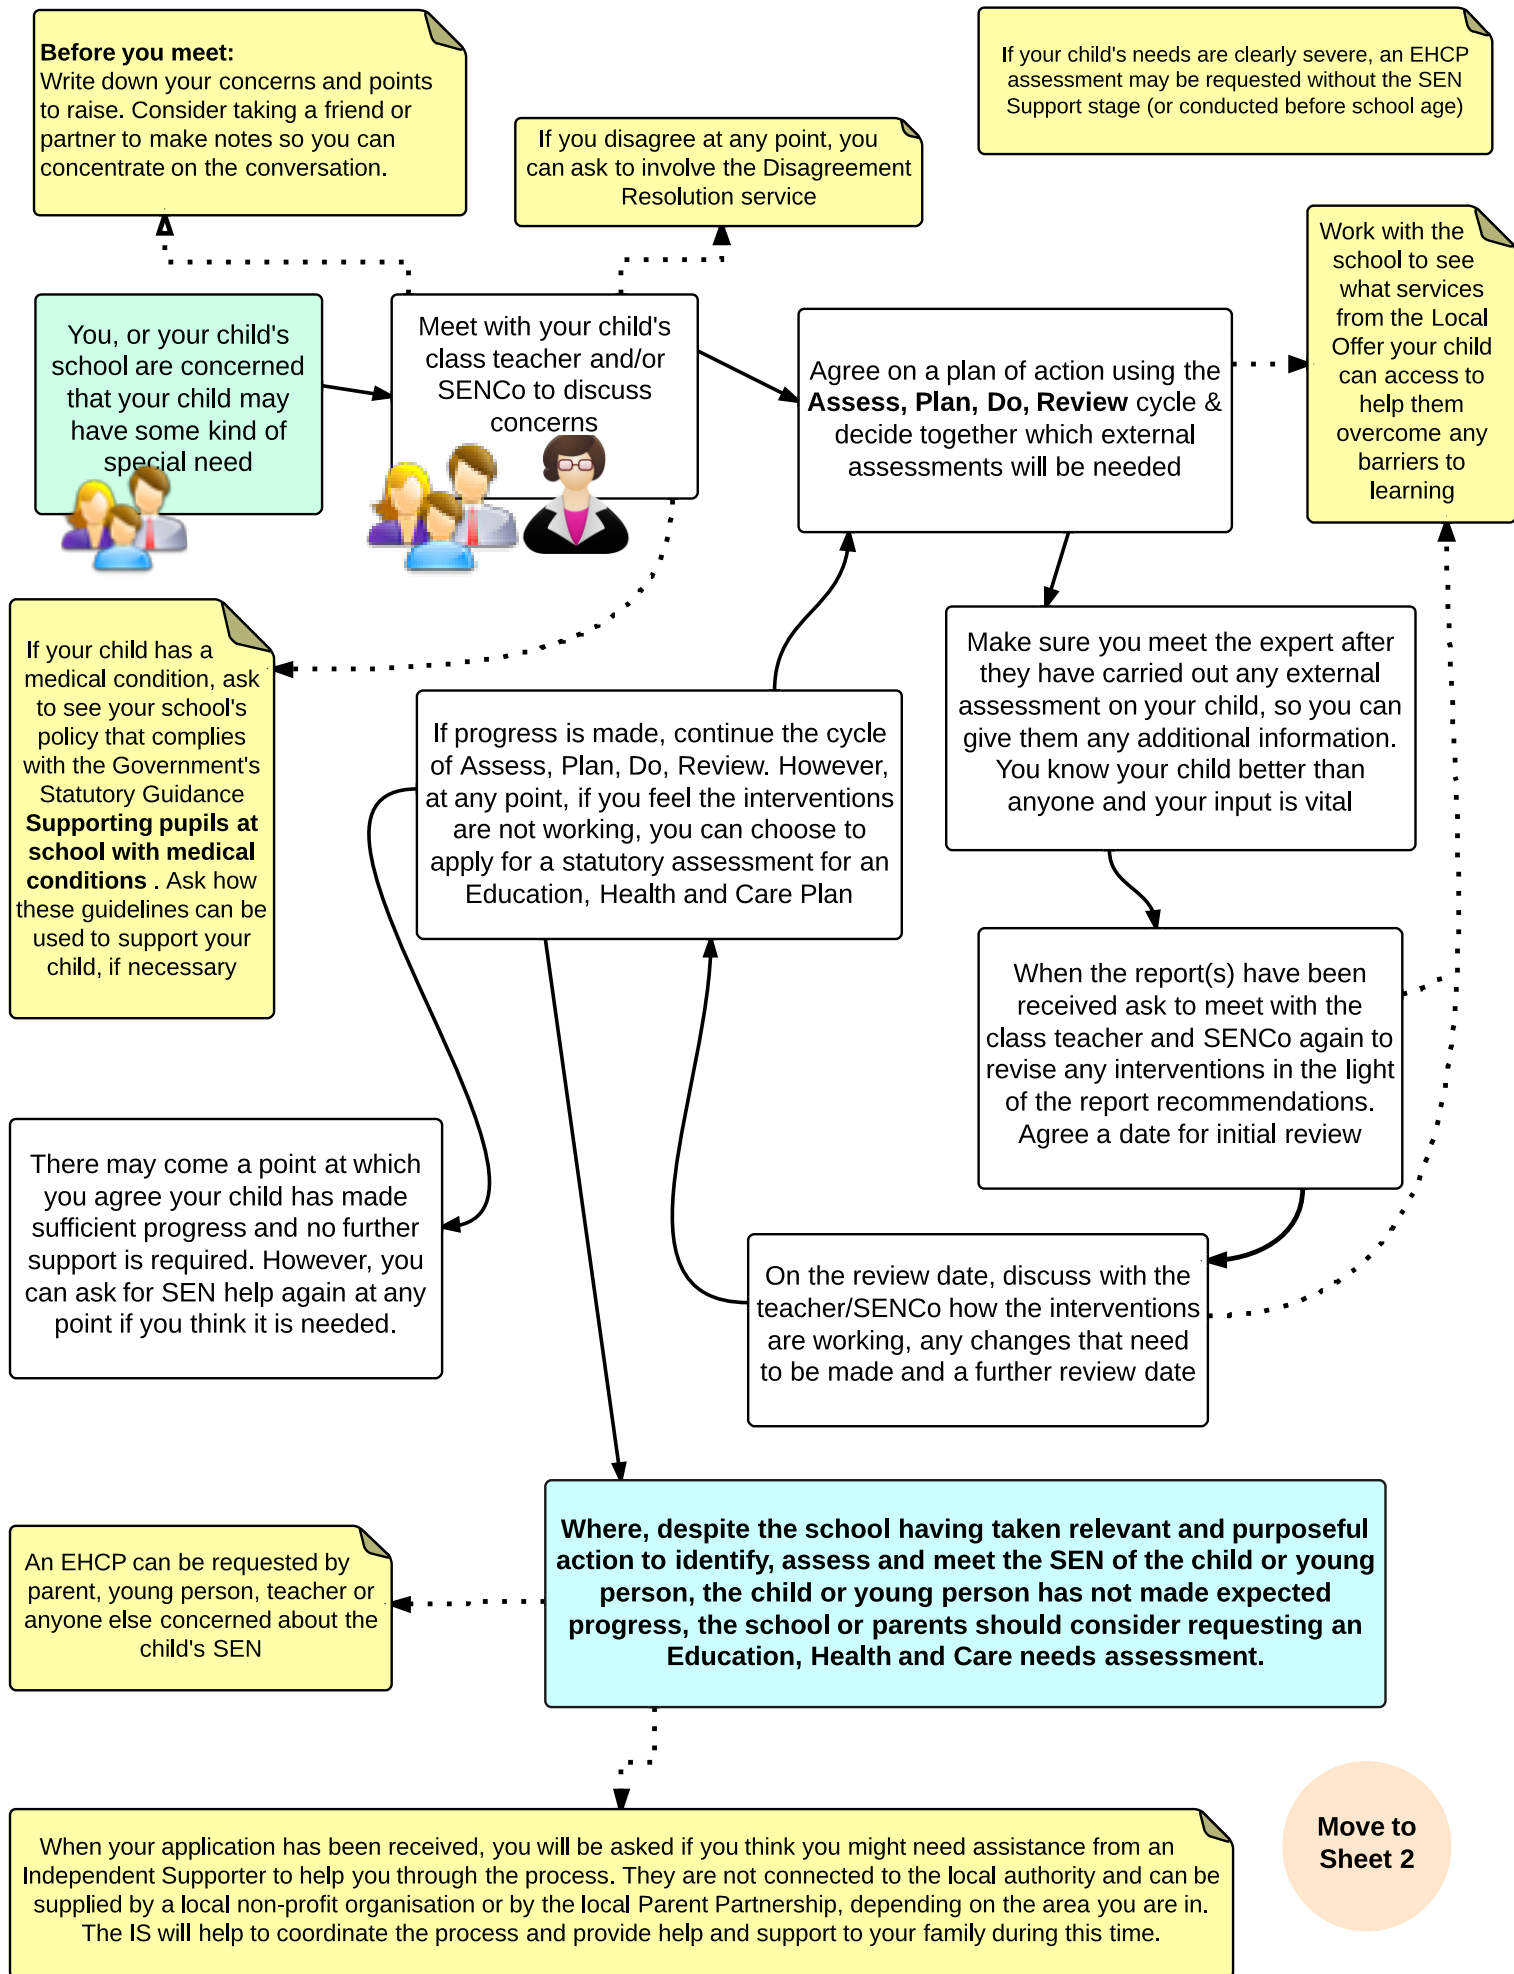 Before you meet:
Write down your concerns and points
to raise. Consider taking a friend or
partner to make notes so you can
concentrate on the conversation.
If your child's needs are clearly severe, an EHCP
assessment may be requested without the SEN
Support stage (or conducted before school age)
If you disagree at any point, you
can ask to involve the Disagreement
Resolution service
Work with the
school to see
what services
from the Local
Offer your child
can access to
help them
overcome any
barriers to
learning
You, or your child's
school are concerned
that your child may
have some kind of
special need
Meet with your child's
class teacher and/or
SENCo to discuss
concerns
Agree on a plan of action using the
Assess, Plan, Do, Review cycle &
decide together which external
assessments will be needed
If your child has a
medical condition, ask
to see your school's
policy that complies
with the Government's
Statutory Guidance
Supporting pupils at
school with medical
conditions . Ask how
these guidelines can be
used to support your
child, if necessary
Make sure you meet the expert after
they have carried out any external
assessment on your child, so you can
give them any additional information.
You know your child better than
anyone and your input is vital
If progress is made, continue the cycle
of Assess, Plan, Do, Review. However,
at any point, if you feel the interventions
are not working, you can choose to
apply for a statutory assessment for an
Education, Health and Care Plan
When the report(s) have been
received ask to meet with the
class teacher and SENCo again to
revise any interventions in the light
of the report recommendations.
Agree a date for initial review
There may come a point at which
you agree your child has made
sufficient progress and no further
support is required. However, you
can ask for SEN help again at any
point if you think it is needed.
On the review date, discuss with the
teacher/SENCo how the interventions
are working, any changes that need
to be made and a further review date
Where, despite the school having taken relevant and purposeful
action to identify, assess and meet the SEN of the child or young
person, the child or young person has not made expected
progress, the school or parents should consider requesting an
Education, Health and Care needs assessment.
An EHCP can be requested by
parent, young person, teacher or
anyone else concerned about the
child's SEN
When your application has been received, you will be asked if you think you might need assistance from an
Independent Supporter to help you through the process. They are not connected to the local authority and can be
supplied by a local non-profit organisation or by the local Parent Partnership, depending on the area you are in.
The IS will help to coordinate the process and provide help and support to your family during this time.
Move to
Sheet 2